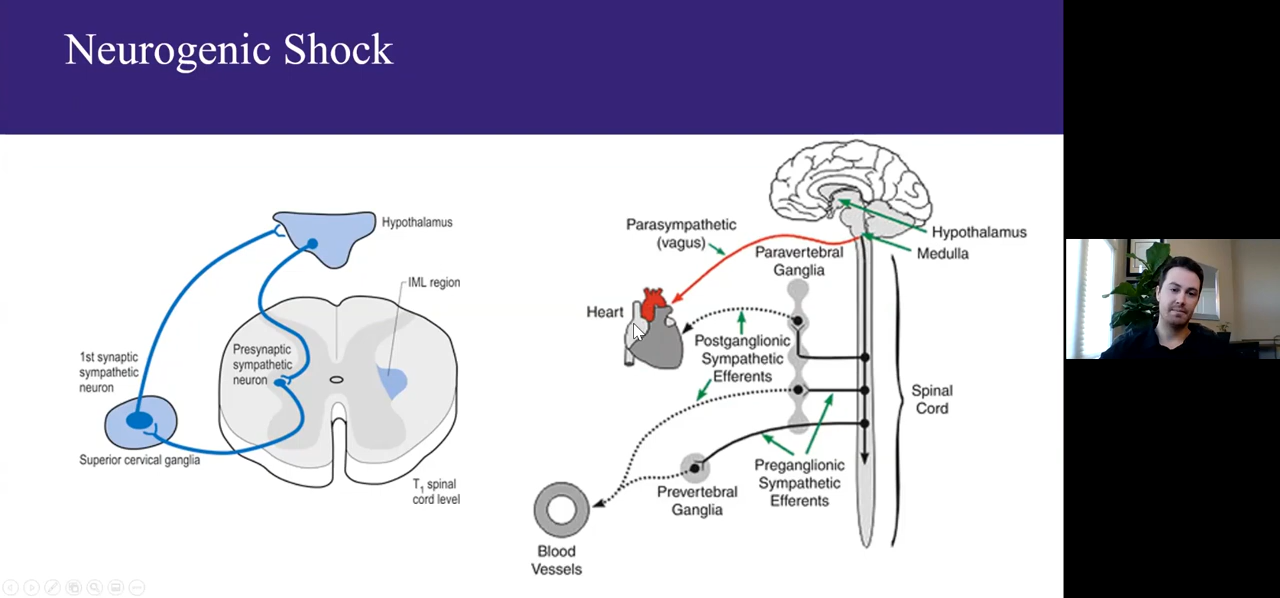 Neurogenic Shock
Hypothalamus
IML region
1st synaptic
sympathetic
neuron
Presynaptic
sympathetic
neuron
Superior cervical ganglia
T1 spinal
cord level
Parasympathetic
(vagus)
Hypothalamus
Medulla
Paravertebral
Ganglia
Heart
Postganglionic
Sympathetic
Efferents
Spinal
Cord
Preganglionic
Sympathetic
Efferents
Prevertebral
Ganglia
Blood
Vessels